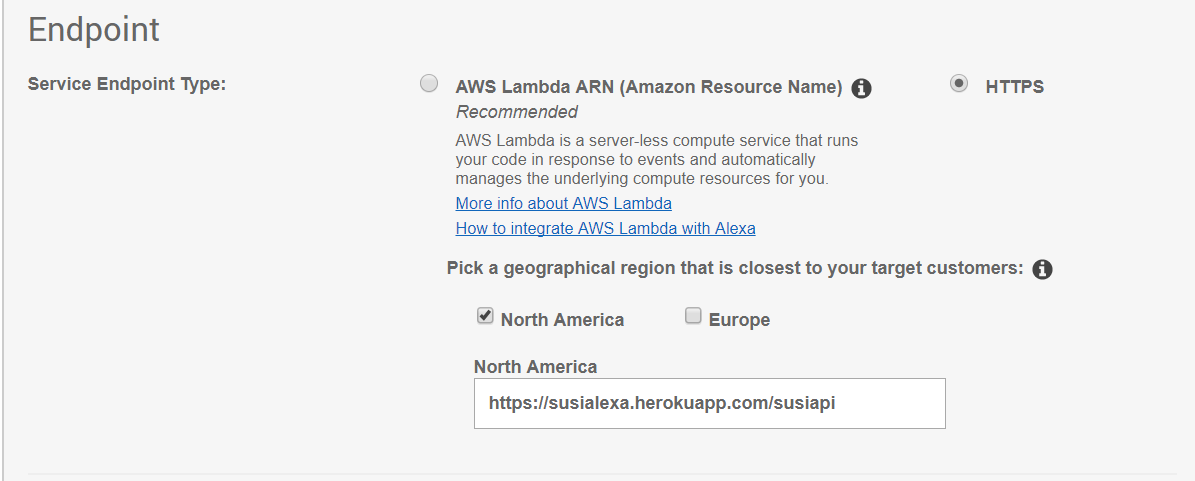 Endpoint
Service Endpoint Type:
AWS Lambda ARN (Amazon Resource Name)
HTTPS
Recommended
AWS Lambda is a server-less compute service that runs
your code in response to events and automatically
manages the underlying compute resources for you.
More info about AWS Lambda
How to integrate AWS Lambda with Alexa
Pick a geographical region that is closest to your target customers:
North America
Europe
North America
https://susialexa.herokuapp.com/susiapi